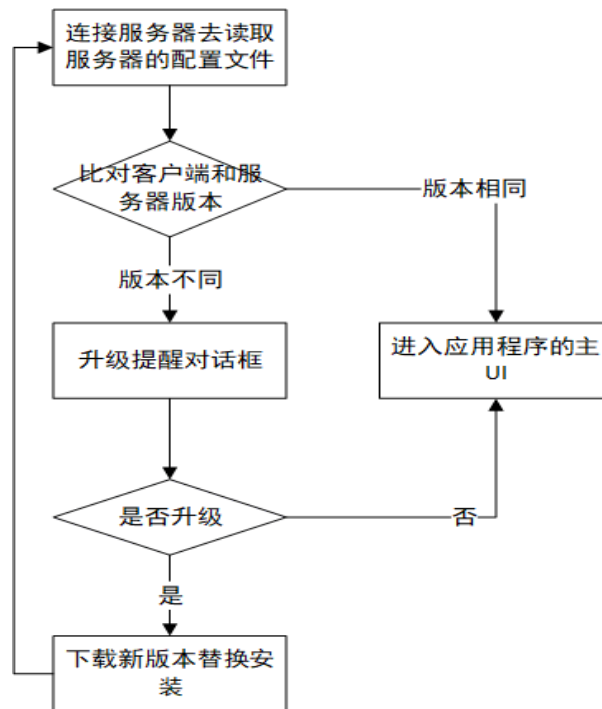 连接服务器去读取
服务器的配置文件
比对客户端和服
务器版本
版本相同
版本不同
升级提醒对话框
进入应用程序的主
UI
是否升级
否
是
下载新版本替换安
装